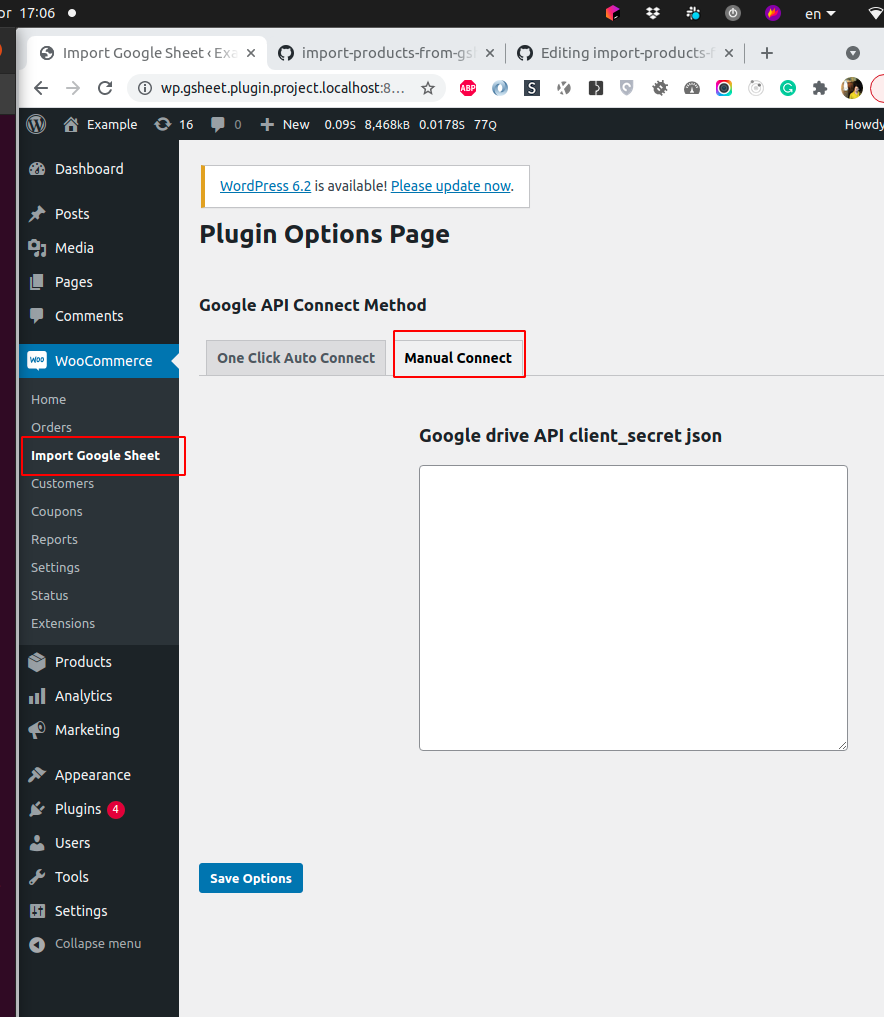 or 17:06
en
Import Google Sheet ‹ Exa
import-products-from-gsh
Editing import-products-f
wp.gsheet.plugin.project.localhost:8…
ABP
S
Example
16
0
New
0.09S 8,468KB 0.0178S 77Q
Howdy
Dashboard
Posts
Media
Pages
Comments
WOO
WooCommerce
Home
Orders
Import Google Sheet
Customers
Coupons
Reports
Settings
Status
Extensions
Products
Analytics
Marketing
Appearance
Plugins 4
Users
Tools
Settings
Collapse menu
WordPress 6.2 is available! Please update now.
Plugin Options Page
Google API Connect Method
One Click Auto Connect
Manual Connect
Google drive API client_secret json
Save Options